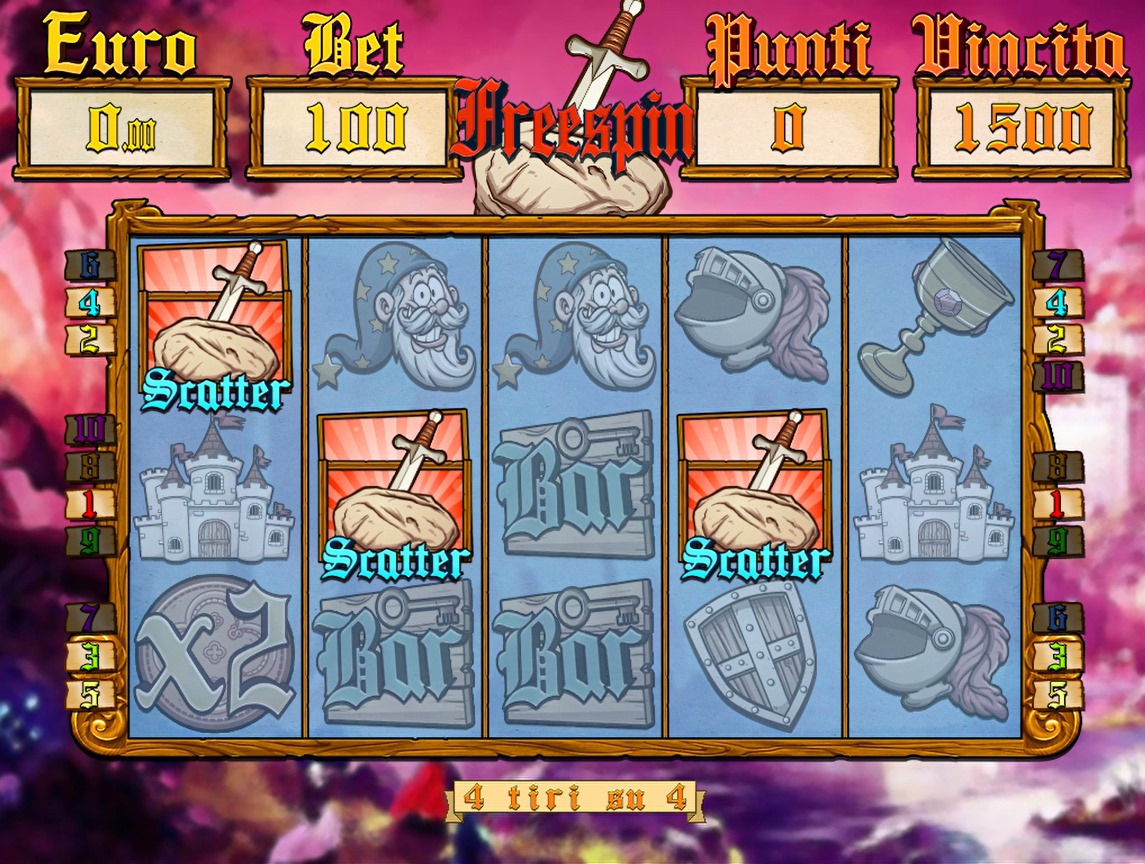 Euro Bet Punti Vincita
0.00 100 Freespin 0 1500
6 7
4 4
2 2
10
Scatter
10
Bar
8 8
1 1
9 9
Scatter Scatter
7 6
x2 Bar Bar
3 3
5 5
4 tiri su 4